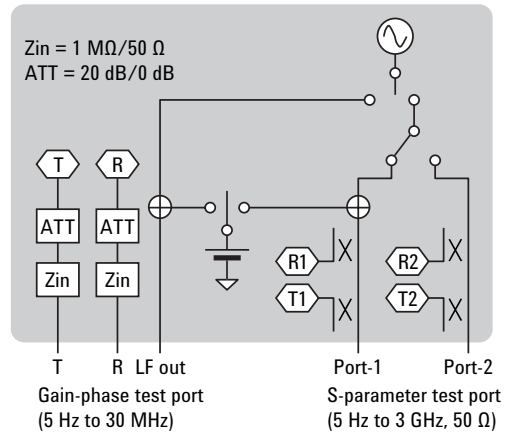 Zin = 1 MΩ/50 Ω
ATT = 20 dB/0 dB
T R
ATT ATT
Zin Zin
R1 R2
T1 T2
T R LF out Port-1 Port-2
Gain-phase test port S-parameter test port
(5 Hz to 30 MHz) (5 Hz to 3 GHz, 50 Ω)